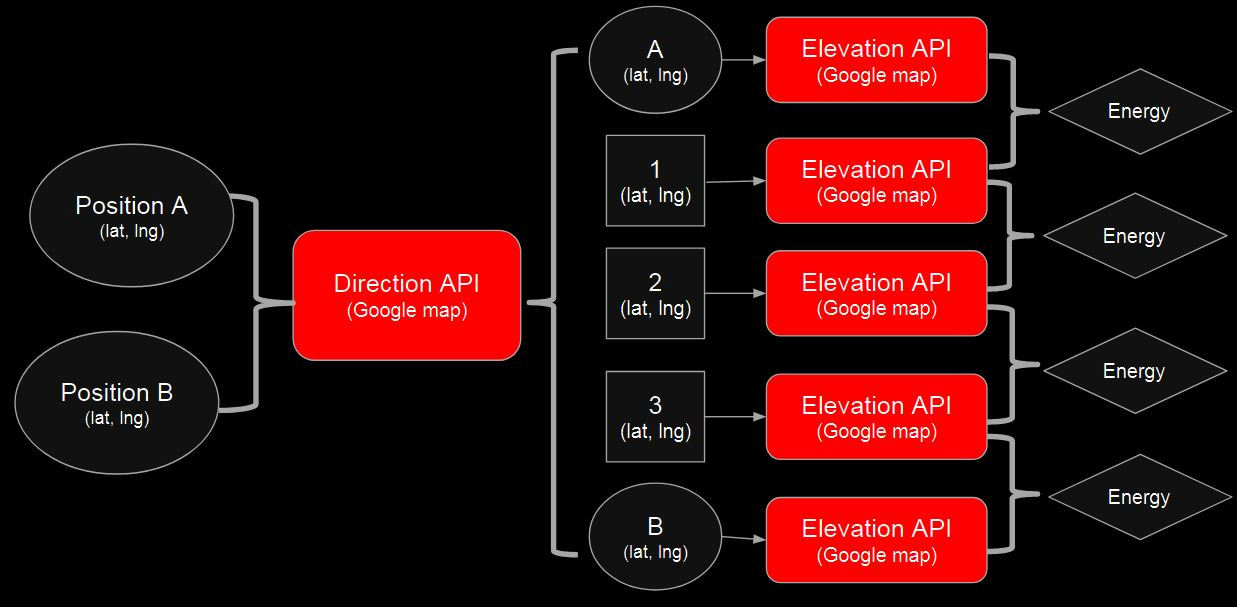 Position A
(lat, lng)
Position B
(lat, lng)
Direction API
(Google map)
A
(lat, lng)
Elevation API
(Google map)
1
(lat, lng)
Elevation API
(Google map)
2
(lat, lng)
Elevation API
(Google map)
3
(lat, lng)
Elevation API
(Google map)
B
(lat, lng)
Elevation API
(Google map)
Energy
Energy
Energy
Energy